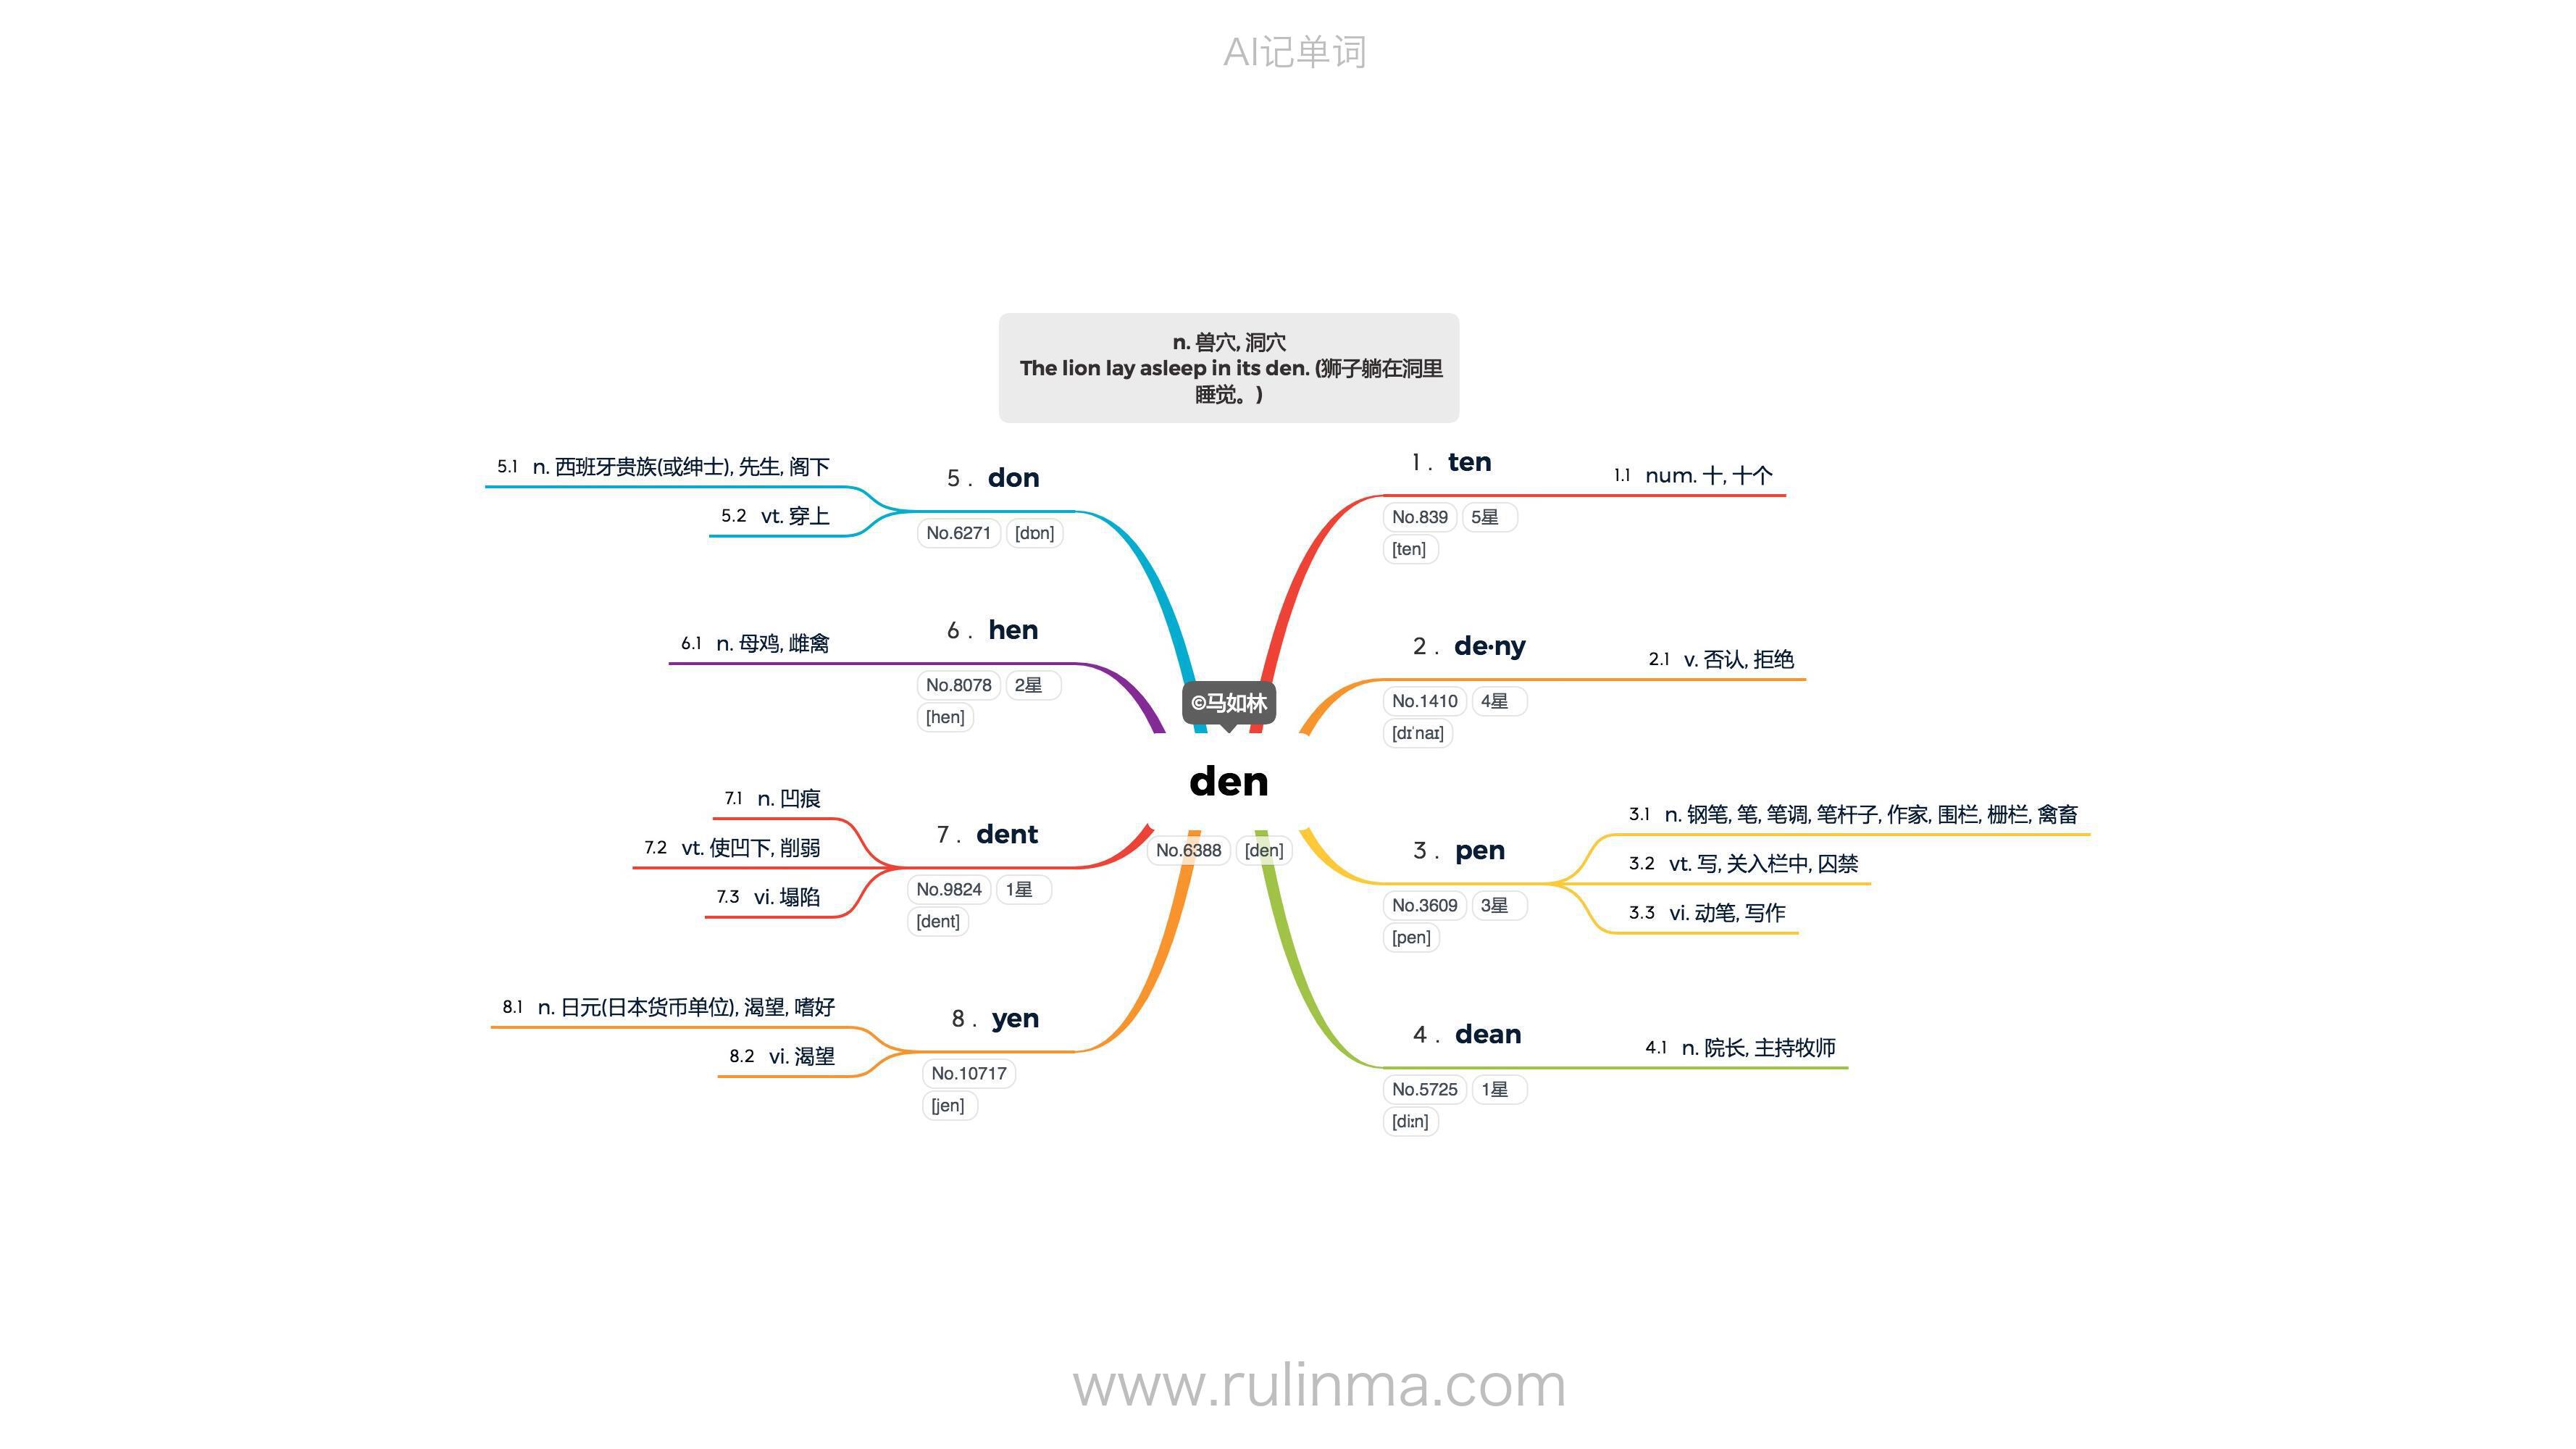 AI记单词
n. 兽穴, 洞穴
The lion lay asleep in its den. (狮子躺在洞里
睡觉。)
©马如林
den
No.6388 [den]
1 . ten
No.839 5星
[ten]
1.1 num. 十, 十个
2 . de·ny
No.1410 4星
[dɪˈnaɪ]
2.1 v. 否认, 拒绝
3 . pen
No.3609 3星
[pen]
3.1 n. 钢笔, 笔, 笔调, 笔杆子, 作家, 围栏, 栅栏, 禽畜
3.2 vt. 写, 关入栏中, 囚禁
3.3 vi. 动笔, 写作
4 . dean
No.5725 1星
[diːn]
4.1 n. 院长, 主持牧师
5 . don
No.6271 [dɒn]
5.1 n. 西班牙贵族(或绅士), 先生, 阁下
5.2 vt. 穿上
6 . hen
No.8078 2星
[hen]
6.1 n. 母鸡, 雌禽
7 . dent
No.9824 1星
[dent]
7.1 n. 凹痕
7.2 vt. 使凹下, 削弱
7.3 vi. 塌陷
8 . yen
No.10717
[jen]
8.1 n. 日元(日本货币单位), 渴望, 嗜好
8.2 vi. 渴望
www.rulinma.com